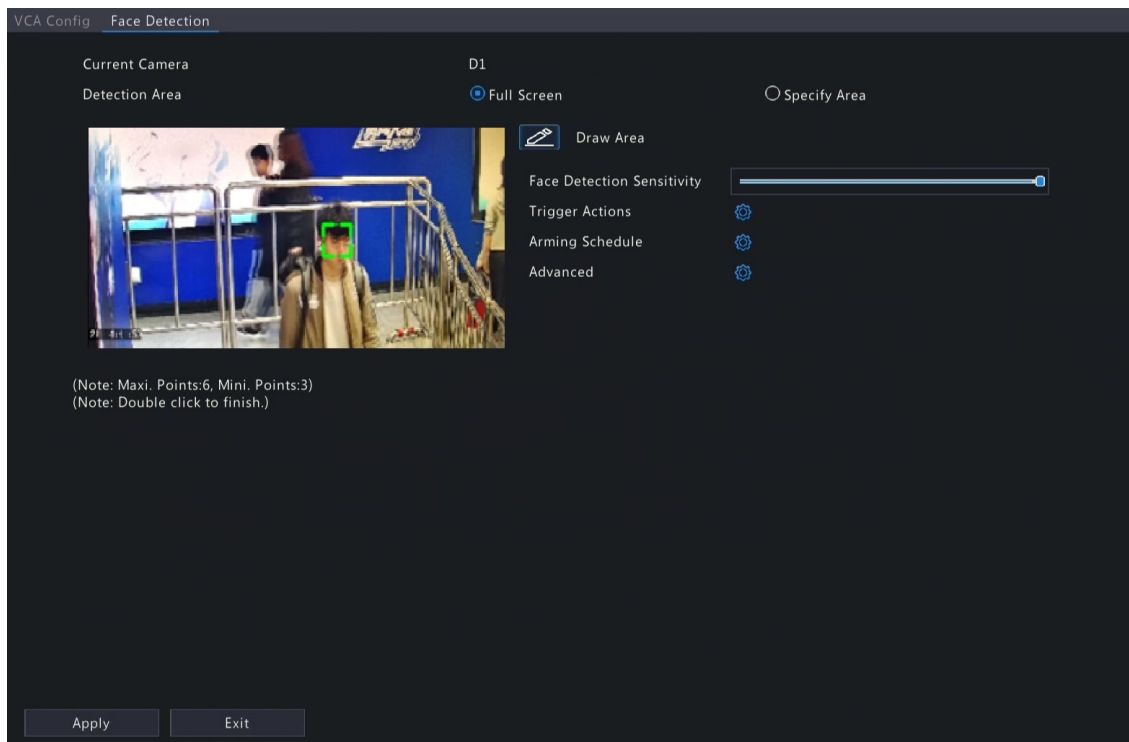 VCA Config Face Detection
Current Camera D1
Detection Area Full Screen Specify Area
Draw Area
Face Detection Sensitivity
Trigger Actions
Arming Schedule
Advanced
(Note: Maxi. Points:6, Mini. Points:3)
(Note: Double click to finish.)
Apply Exit